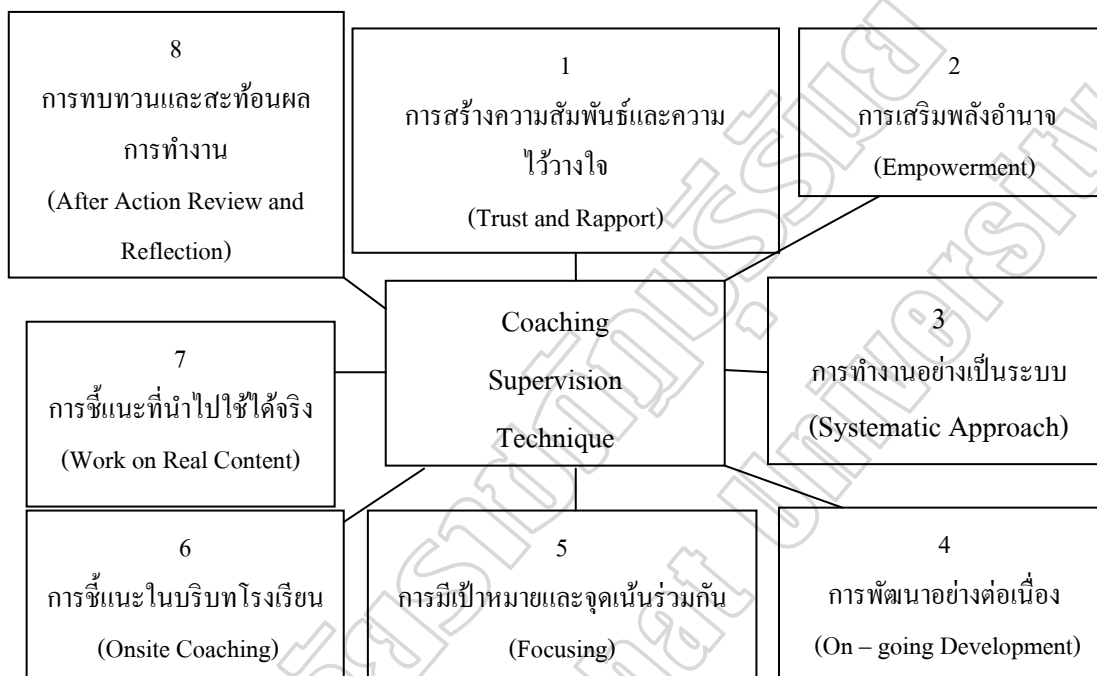 8
การทบทวนและสะท้อนผล
การทำงาน
(After Action Review and
Reflection)
1
การสร้างความสัมพันธ์และความ
ไว้วางใจ
(Trust and Rapport)
2
การเสริมพลังอำนาจ
(Empowerment)
Coaching
Supervision
Technique
7
การชี้แนะที่นำไปใช้ได้จริง
(Work on Real Content)
3
การทำงานอย่างเป็นระบบ
(Systematic Approach)
6
การชี้แนะในบริบทโรงเรียน
(Onsite Coaching)
5
การมีเป้าหมายและจุดเน้นร่วมกัน
(Focusing)
4
การพัฒนาอย่างต่อเนื่อง
(On – going Development)
University